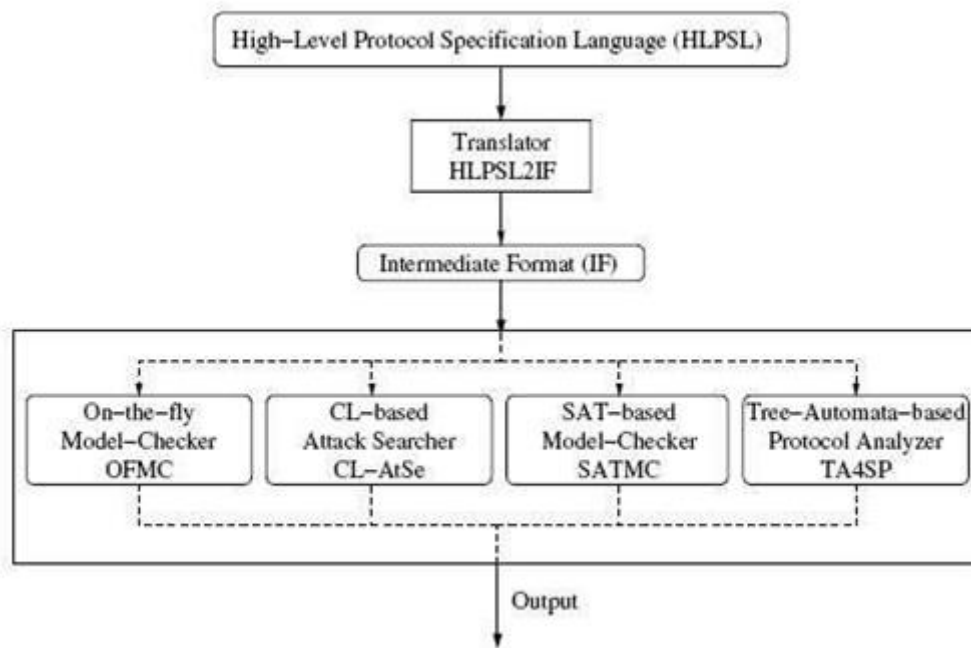 High-Level Protocol Specification Language (HLPSL)
Translator
HLPSL2IF
Intermediate Format (IF)
On-the-fly
Model-Checker
OFMC
CL-based
Attack Searcher
CL-AtSe
SAT-based
Model-Checker
SATMC
Tree-Automata-based
Protocol Analyzer
TA4SP
Output